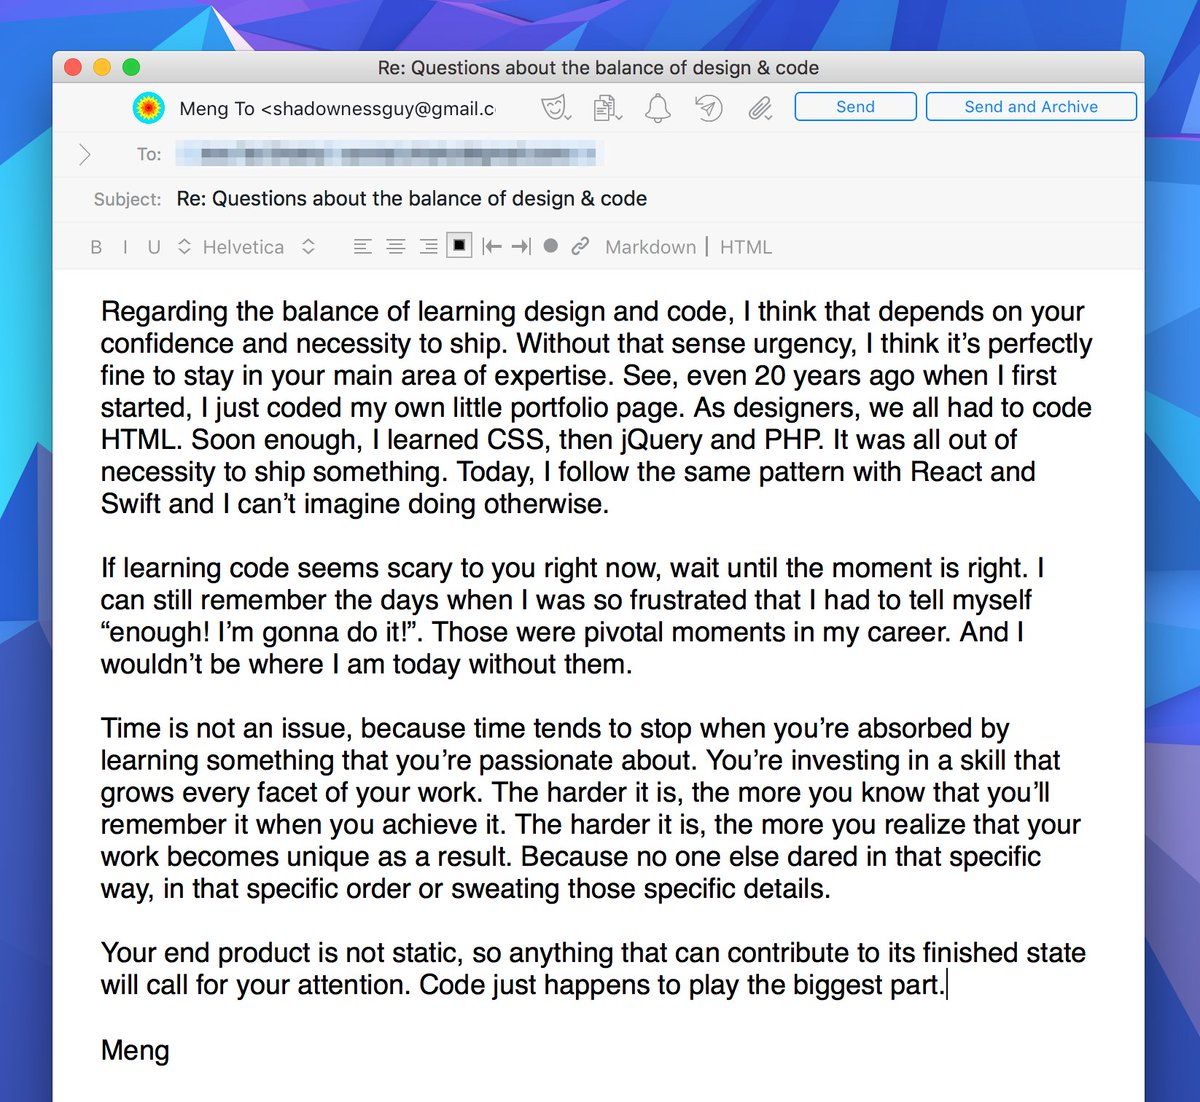 Re: Questions about the balance of design & code
Meng To <shadownessguy@gmail.c
Send
Send and Archive
To:
Subject: Re: Questions about the balance of design & code
B I U Helvetica Markdown | HTML
Regarding the balance of learning design and code, I think that depends on your
confidence and necessity to ship. Without that sense urgency, I think it’s perfectly
fine to stay in your main area of expertise. See, even 20 years ago when I first
started, I just coded my own little portfolio page. As designers, we all had to code
HTML. Soon enough, I learned CSS, then jQuery and PHP. It was all out of
necessity to ship something. Today, I follow the same pattern with React and
Swift and I can’t imagine doing otherwise.
If learning code seems scary to you right now, wait until the moment is right. I
can still remember the days when I was so frustrated that I had to tell myself
“enough! I’m gonna do it!”. Those were pivotal moments in my career. And I
wouldn’t be where I am today without them.
Time is not an issue, because time tends to stop when you’re absorbed by
learning something that you’re passionate about. You’re investing in a skill that
grows every facet of your work. The harder it is, the more you know that you’ll
remember it when you achieve it. The harder it is, the more you realize that your
work becomes unique as a result. Because no one else dared in that specific
way, in that specific order or sweating those specific details.
Your end product is not static, so anything that can contribute to its finished state
will call for your attention. Code just happens to play the biggest part.
Meng